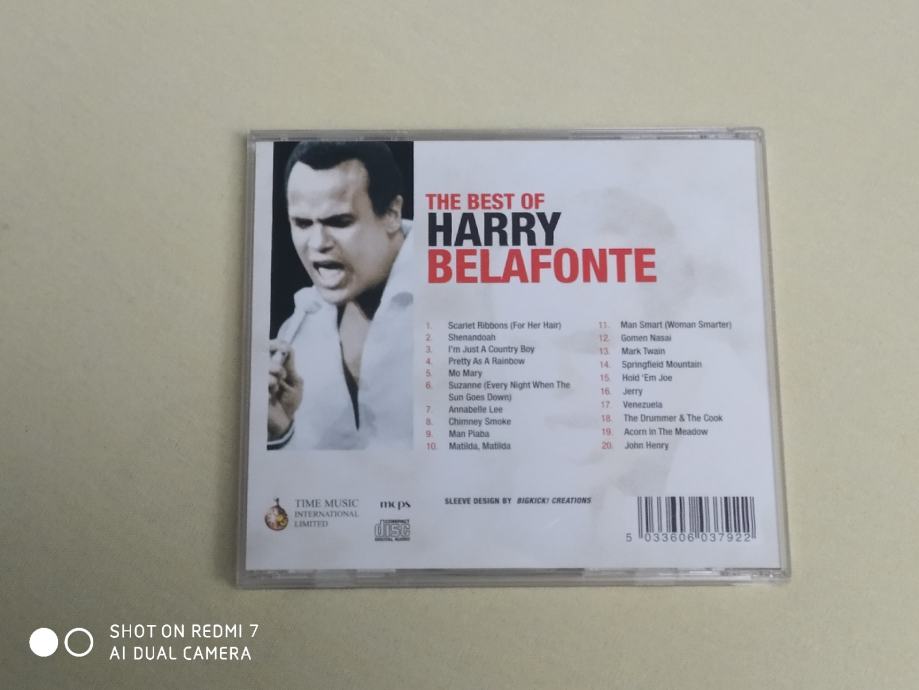 THE BEST OF
HARRY
BELAFONTE
1. Scarlet Ribbons (For Her Hair)
2. Shenandoah
3. I'm Just A Country Boy
4. Pretty As A Rainbow
5. Mo Mary
6. Suzanne (Every Night When The
Sun Goes Down)
7. Annabelle Lee
8. Chimney Smoke
9. Man Piaba
10. Matilda, Matilda
11. Man Smart (Woman Smarter)
12. Gomen Nasai
13. Mark Twain
14. Springfield Mountain
15. Hold 'Em Joe
16. Jerry
17. Venezuela
18. The Drummer & The Cook
19. Acorn In The Meadow
20. John Henry
TIME MUSIC
INTERNATIONAL
LIMITED
mcps
COMPACT
disc
DIGITAL AUDIO
SLEEVE DESIGN BY BIGKICK! CREATIONS
5 033606 037922
SHOT ON REDMI 7
AI DUAL CAMERA